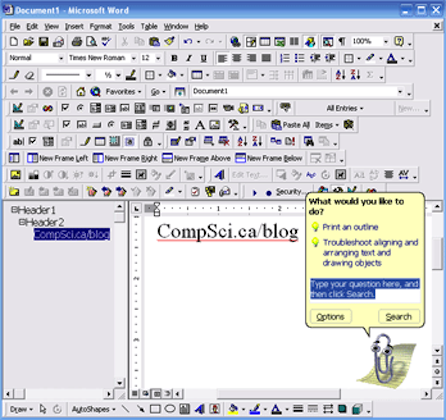 Document1 - Microsoft Word
File Edit View Insert Format Tools Table Window Help
100%
Normal Times New Roman 12 B I U
½
Favorites Go Document1
All Entries New...
Paste All Items
New Frame Left New Frame Right New Frame Above New Frame Below
Edit Text...
Security...
Header1
Header2
CompSci.ca/blog
CompSci.ca/blog
What would you like to
do?
Print an outline
Troubleshoot aligning and
arranging text and
drawing objects
Type your question here, and
then click Search.
Options Search
Draw AutoShapes